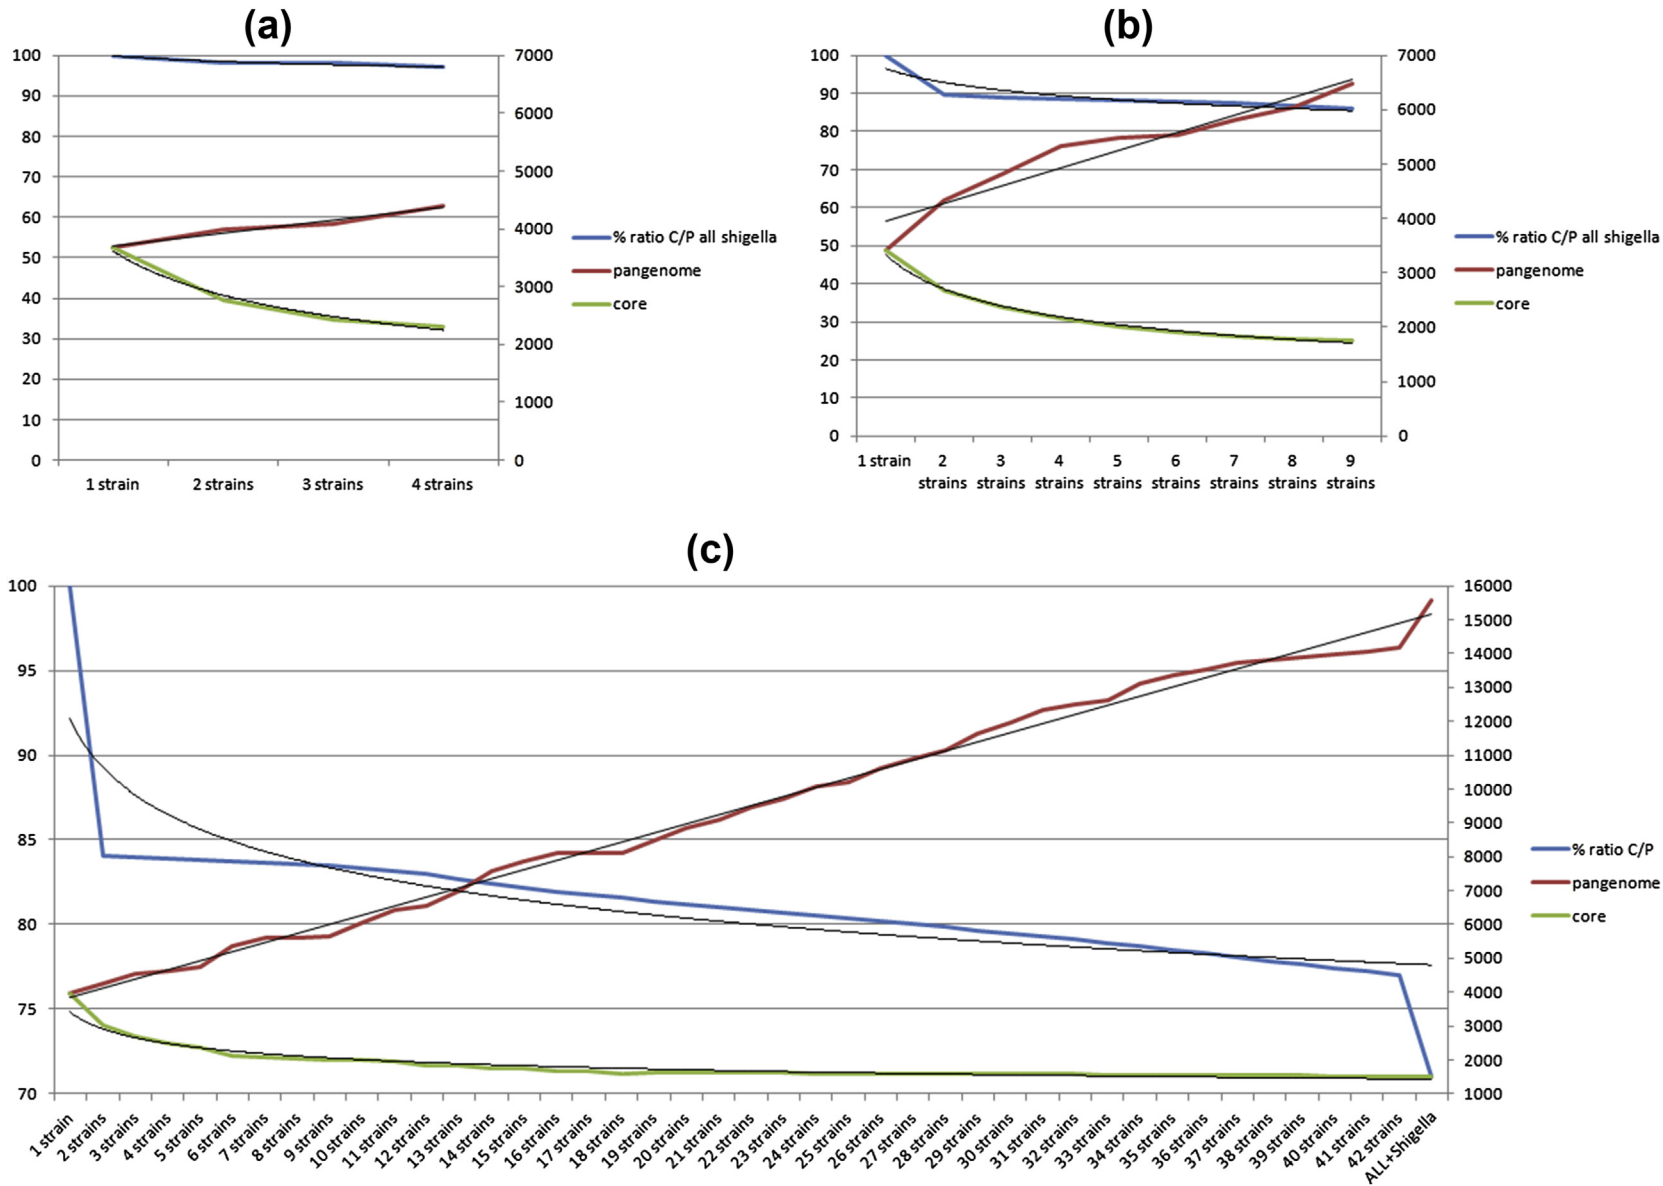 (a)
100
90
80
70
60
50
40
30
20
10
0
7000
6000
5000
4000
3000
2000
1000
0
1 strain
2 strains
3 strains
4 strains
% ratio C/P all shigella
pangenome
core
(b)
100
90
80
70
60
50
40
30
20
10
0
7000
6000
5000
4000
3000
2000
1000
0
1 strain
2 strains
3 strains
4 strains
5 strains
6 strains
7 strains
8 strains
9 strains
% ratio C/P all shigella
pangenome
core
(c)
100
95
90
85
80
75
70
16000
15000
14000
13000
12000
11000
10000
9000
8000
7000
6000
5000
4000
3000
2000
1000
1 strain
2 strains
3 strains
4 strains
5 strains
6 strains
7 strains
8 strains
9 strains
10 strains
11 strains
12 strains
13 strains
14 strains
15 strains
16 strains
17 strains
18 strains
19 strains
20 strains
21 strains
22 strains
23 strains
24 strains
25 strains
26 strains
27 strains
28 strains
29 strains
30 strains
31 strains
32 strains
33 strains
34 strains
35 strains
36 strains
37 strains
38 strains
39 strains
40 strains
41 strains
42 strains
ALL+Shigella
% ratio C/P
pangenome
core